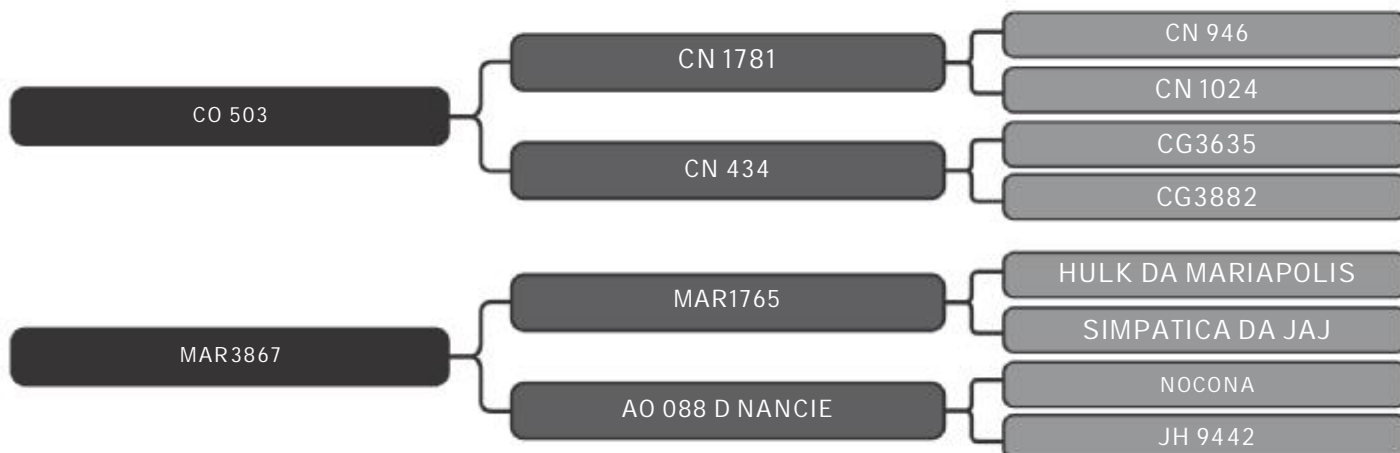 CO 503
CN 1781
CN 946
CN 1024
CN 434
CG3635
CG3882
MAR3867
MAR1765
HULK DA MARIAPOLIS
SIMPATICA DA JAJ
AO 088 D NANCIE
NOCONA
JH 9442